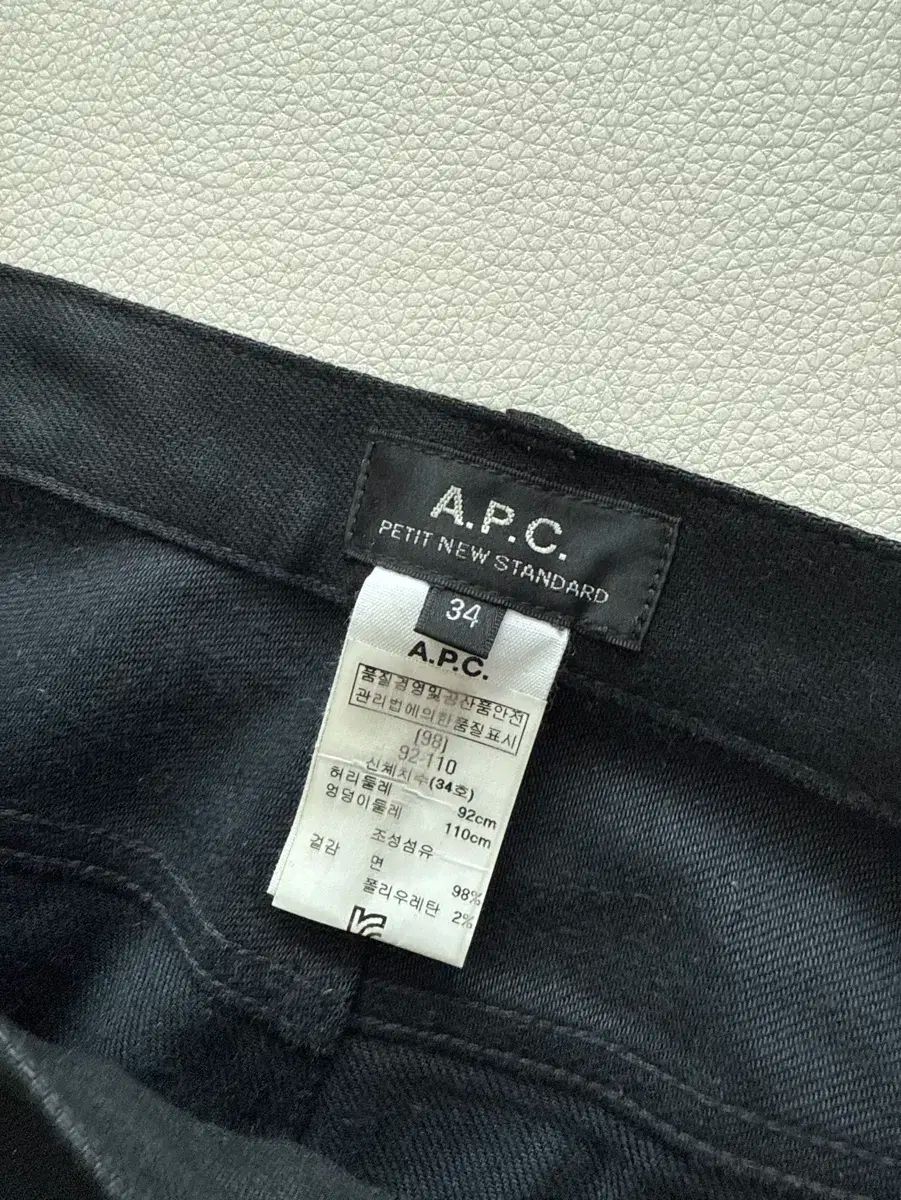 A.P.C.
PETIT NEW STANDARD
34
A.P.C.
품질경영및공산품안전
관리법에의한품질표시
(98)
92-110
신체치수(34호)
허리둘레 92cm
엉덩이둘레 110cm
조성섬유
겉감 면 98%
폴리우레탄 2%